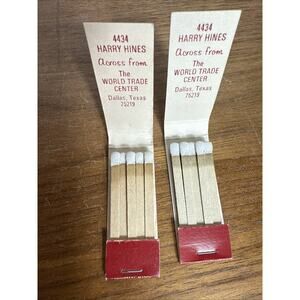 4434
HARRY HINES
Across from
The
WORLD TRADE
CENTER
Dallas, Texas
75219
4434
HARRY HINES
Across from
The
WORLD TRADE
CENTER
Dallas, Texas
75219